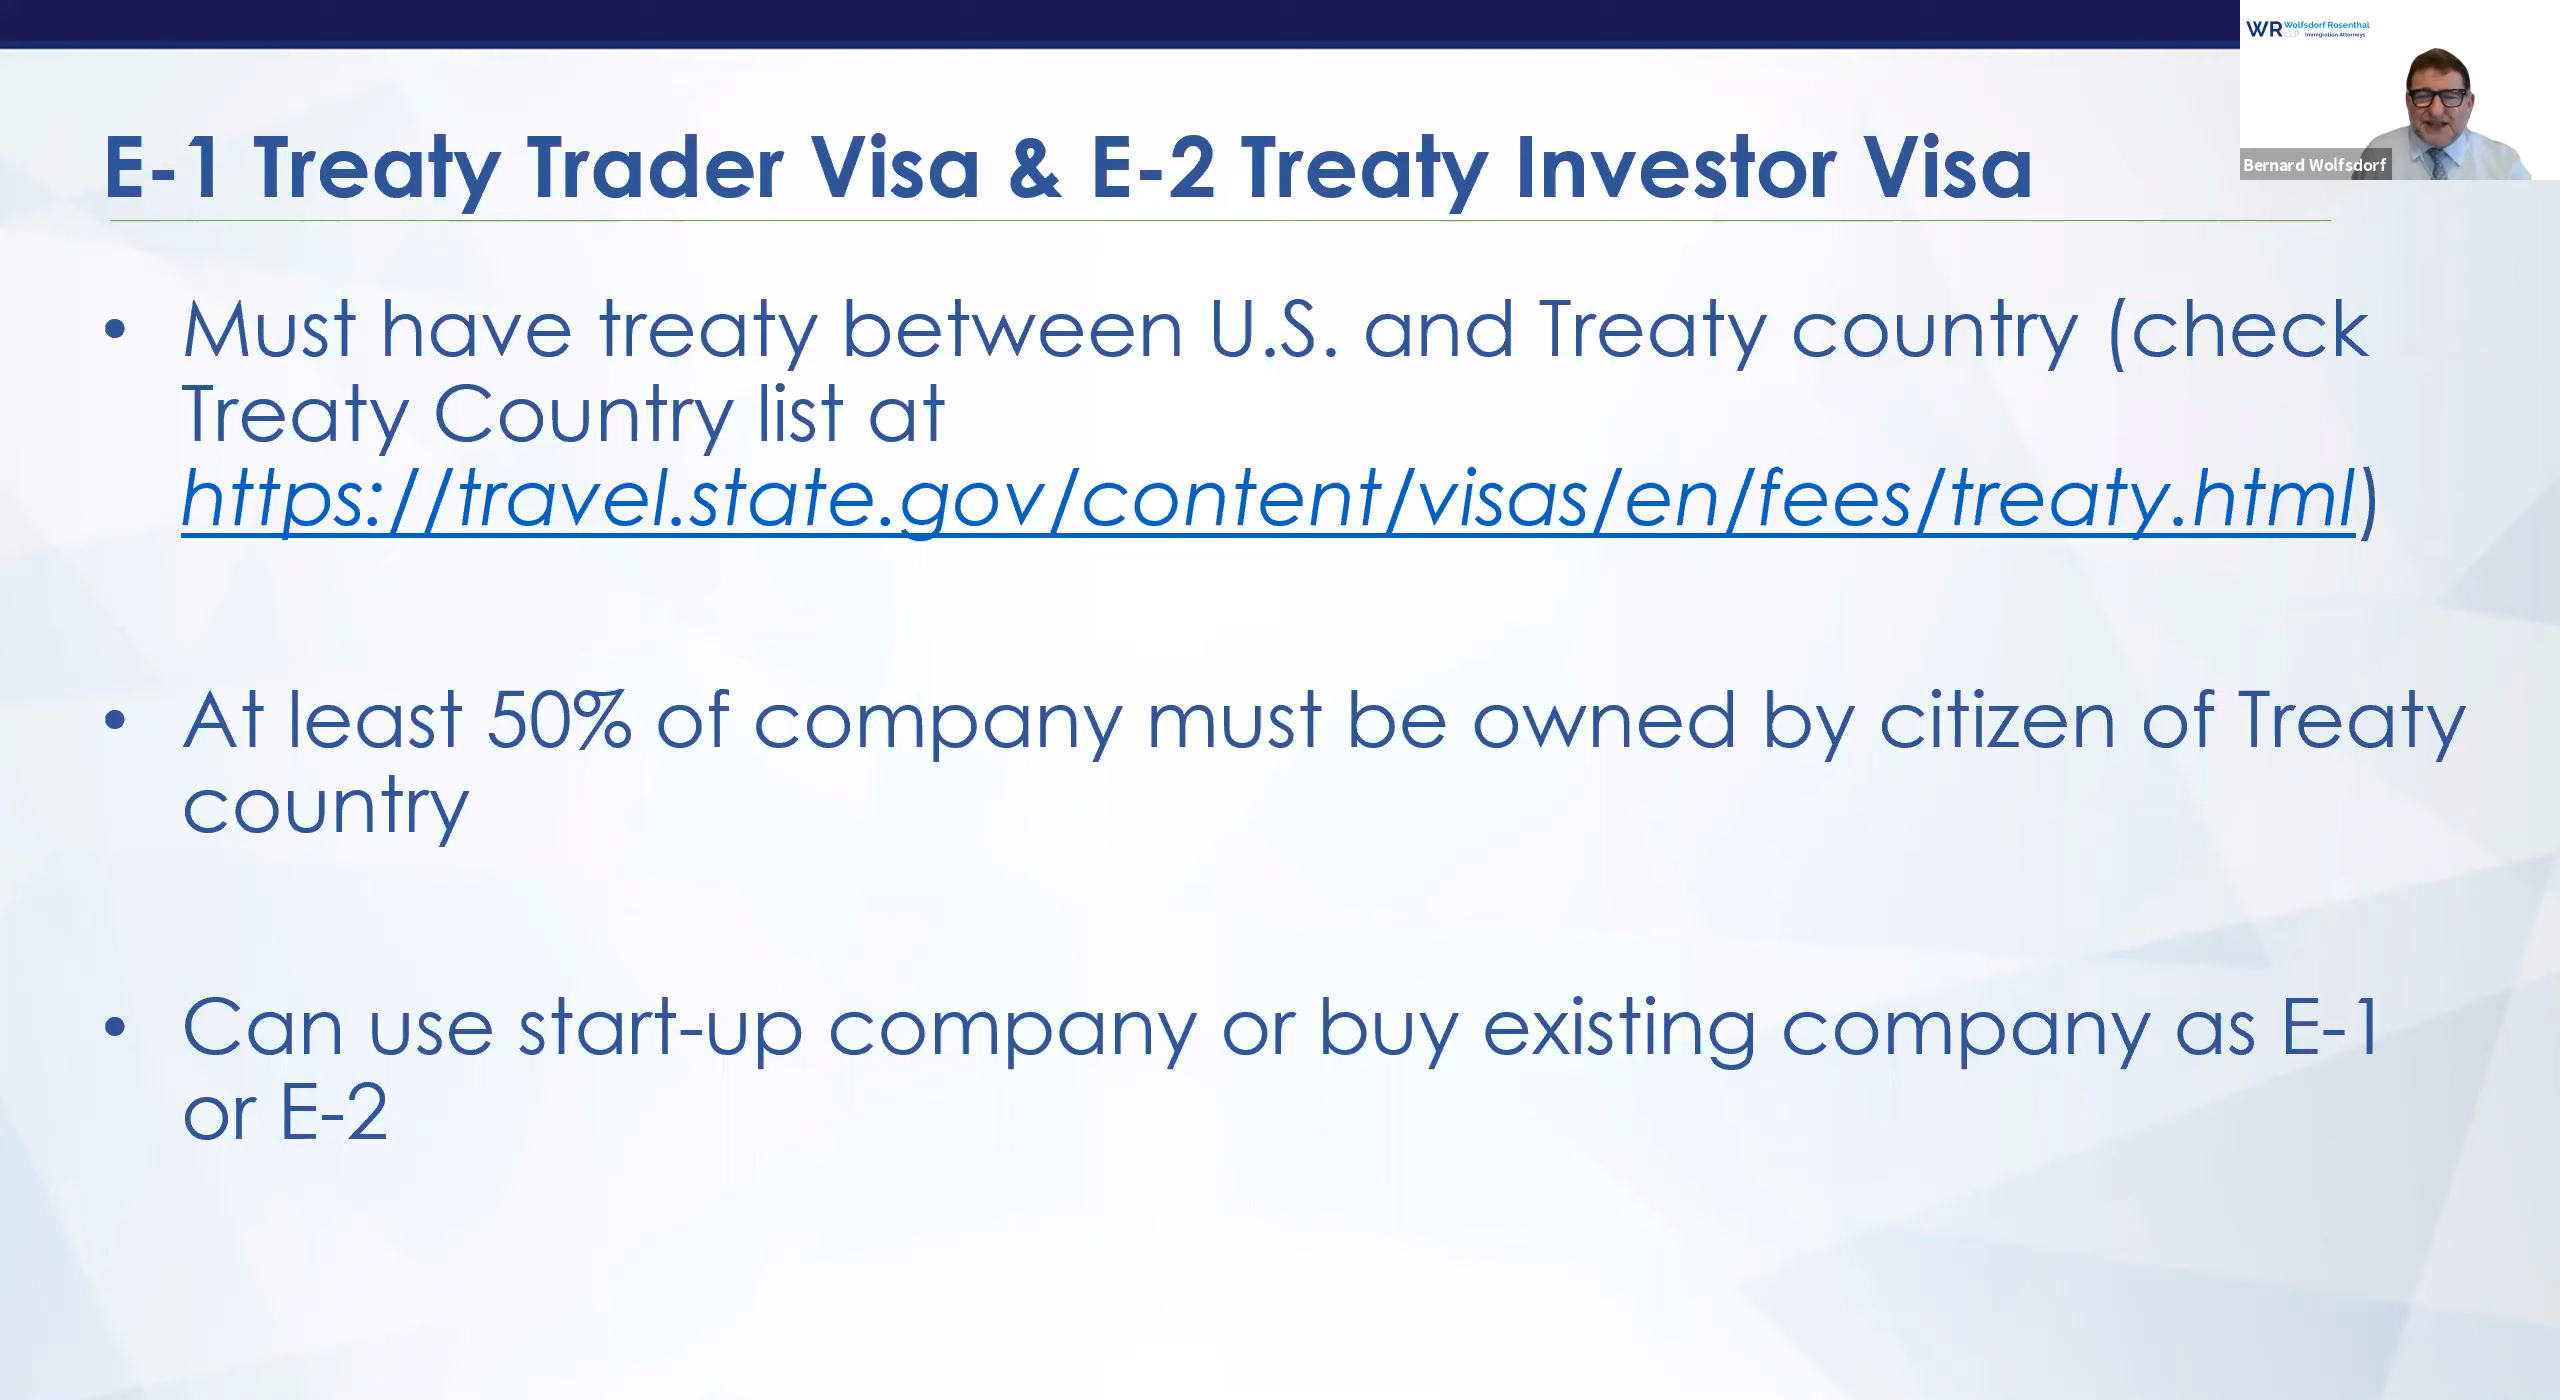 WR Wolfsdorf Rosenthal
LLP Immigration Attorneys
Bernard Wolfsdorf
E-1 Treaty Trader Visa & E-2 Treaty Investor Visa
• Must have treaty between U.S. and Treaty country (check
Treaty Country list at
https://travel.state.gov/content/visas/en/fees/treaty.html)
• At least 50% of company must be owned by citizen of Treaty
country
• Can use start-up company or buy existing company as E-1
or E-2